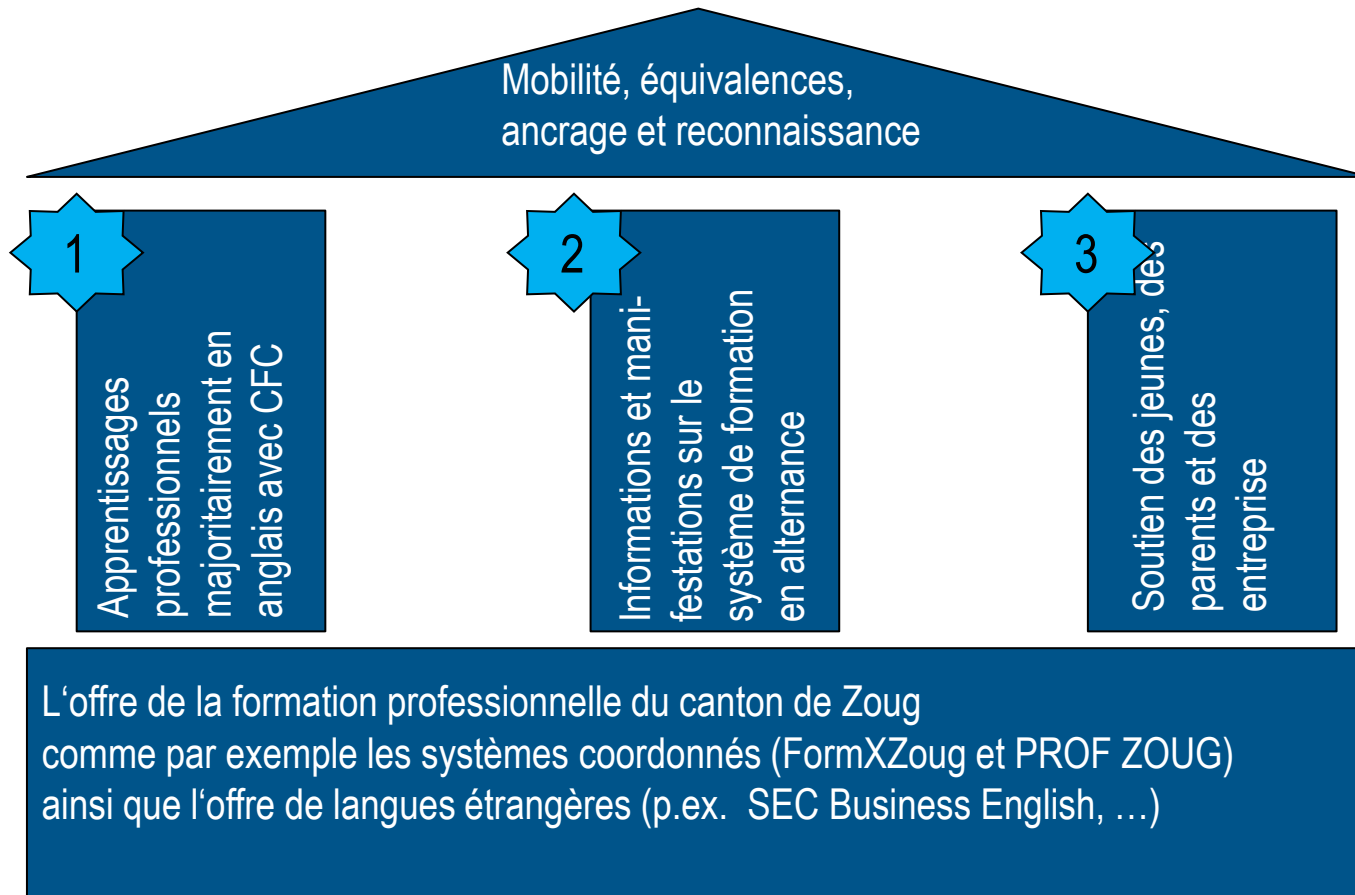 Mobilité, équivalences,
ancrage et reconnaissance
1
Apprentissages
professionnels
majoritairement en
anglais avec CFC
2
Informations et mani-
festations sur le
système de formation
en alternance
3
Soutien des jeunes, des
parents et des
entreprise
L‘offre de la formation professionnelle du canton de Zoug
comme par exemple les systèmes coordonnés (FormXZoug et PROF ZOUG)
ainsi que l‘offre de langues étrangères (p.ex. SEC Business English, …)